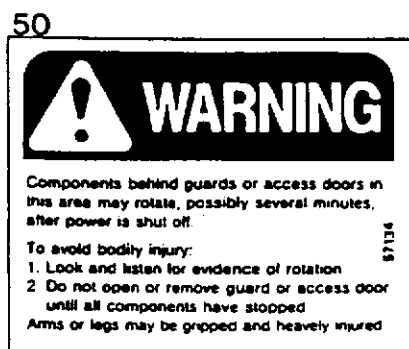 50
WARNING
Components behind guards or access doors in
this area may rotate, possibly several minutes,
after power is shut off.
To avoid bodily injury:
1. Look and listen for evidence of rotation
2 Do not open or remove guard or access door
until all components have stopped
Arms or legs may be gripped and heavely injured
57134